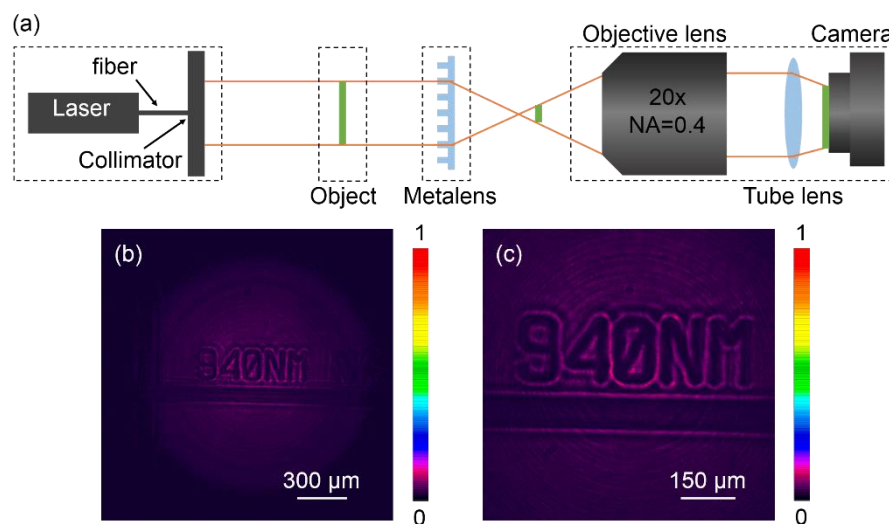 (a)
Objective lens
Camera
fiber
Laser
20x
NA=0.4
Collimator
Object
Metalens
Tube lens
(b)
1
(c)
1
940NM
940NM
300 µm
150 µm
0
0